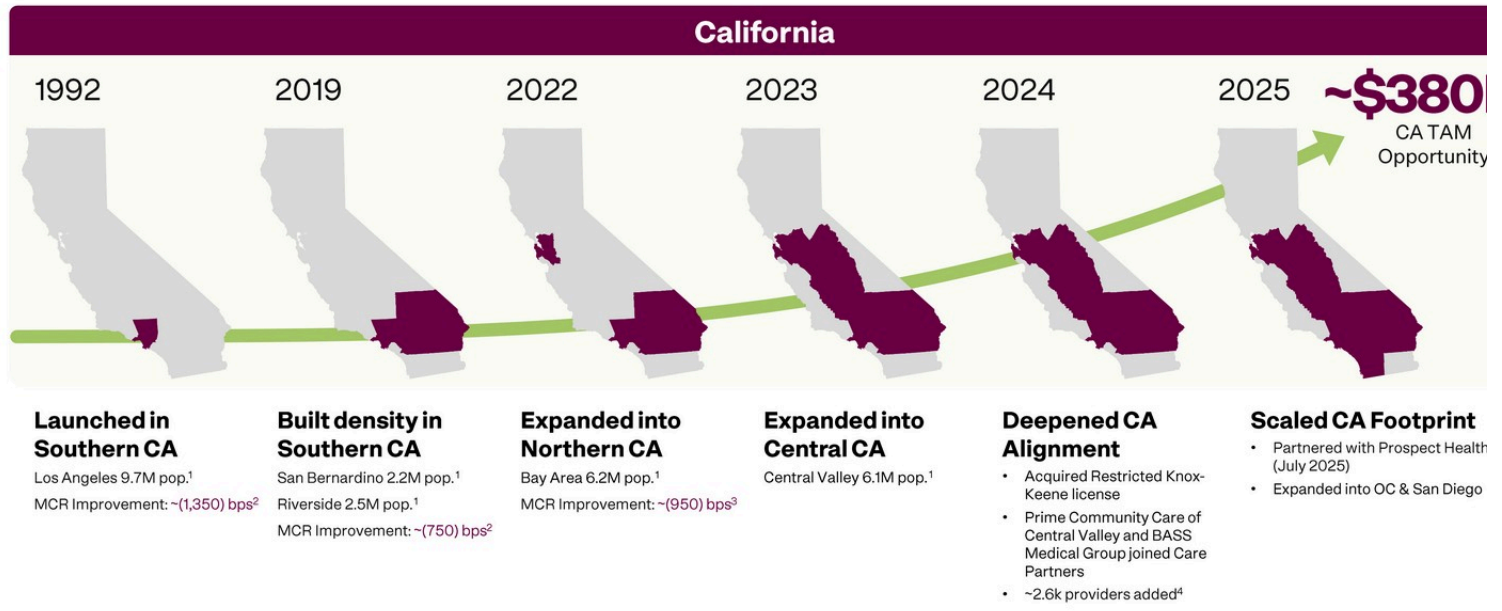 California
1992
2019
2022
2023
2024
2025
~$380
CA TAM
Opportunity
Launched in
Southern CA
Los Angeles 9.7M pop.¹
MCR Improvement: ~(1,350) bps²
Built density in
Southern CA
San Bernardino 2.2M pop.¹
Riverside 2.5M pop.¹
MCR Improvement: ~(750) bps²
Expanded into
Northern CA
Bay Area 6.2M pop.¹
MCR Improvement: ~(950) bps³
Expanded into
Central CA
Central Valley 6.1M pop.¹
Deepened CA
Alignment
• Acquired Restricted Knox-
Keene license
• Prime Community Care of
Central Valley and BASS
Medical Group joined Care
Partners
• ~2.6k providers added⁴
Scaled CA Footprint
• Partnered with Prospect Health
(July 2025)
• Expanded into OC & San Diego